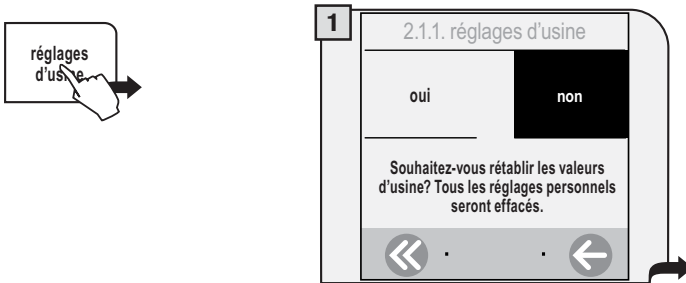 réglages
d'usine
1
2.1.1. réglages d'usine
oui
non
Souhaitez-vous rétablir les valeurs
d'usine? Tous les réglages personnels
seront effacés.